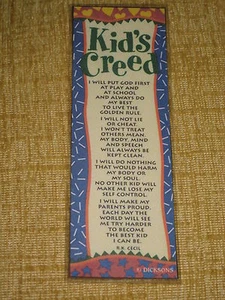 Kid's
Creed
I WILL PUT GOD FIRST
AT PLAY AND
AT SCHOOL
AND ALWAYS DO
MY BEST
TO LIVE THE
GOLDEN RULE.
I WILL NOT LIE
OR CHEAT.
I WON'T TREAT
OTHERS MEAN.
MY BODY, MIND
AND SPEECH
WILL ALWAYS BE
KEPT CLEAN.
I WILL DO NOTHING
THAT WOULD HARM
MY BODY OR
MY SOUL.
NO OTHER KID WILL
MAKE ME LOSE MY
SELF CONTROL.
I WILL MAKE MY
PARENTS PROUD.
EACH DAY THE
WORLD WILL SEE
ME TRY HARDER
TO BECOME
THE BEST KID
I CAN BE.
R.K. CECIL
© DICKSONS